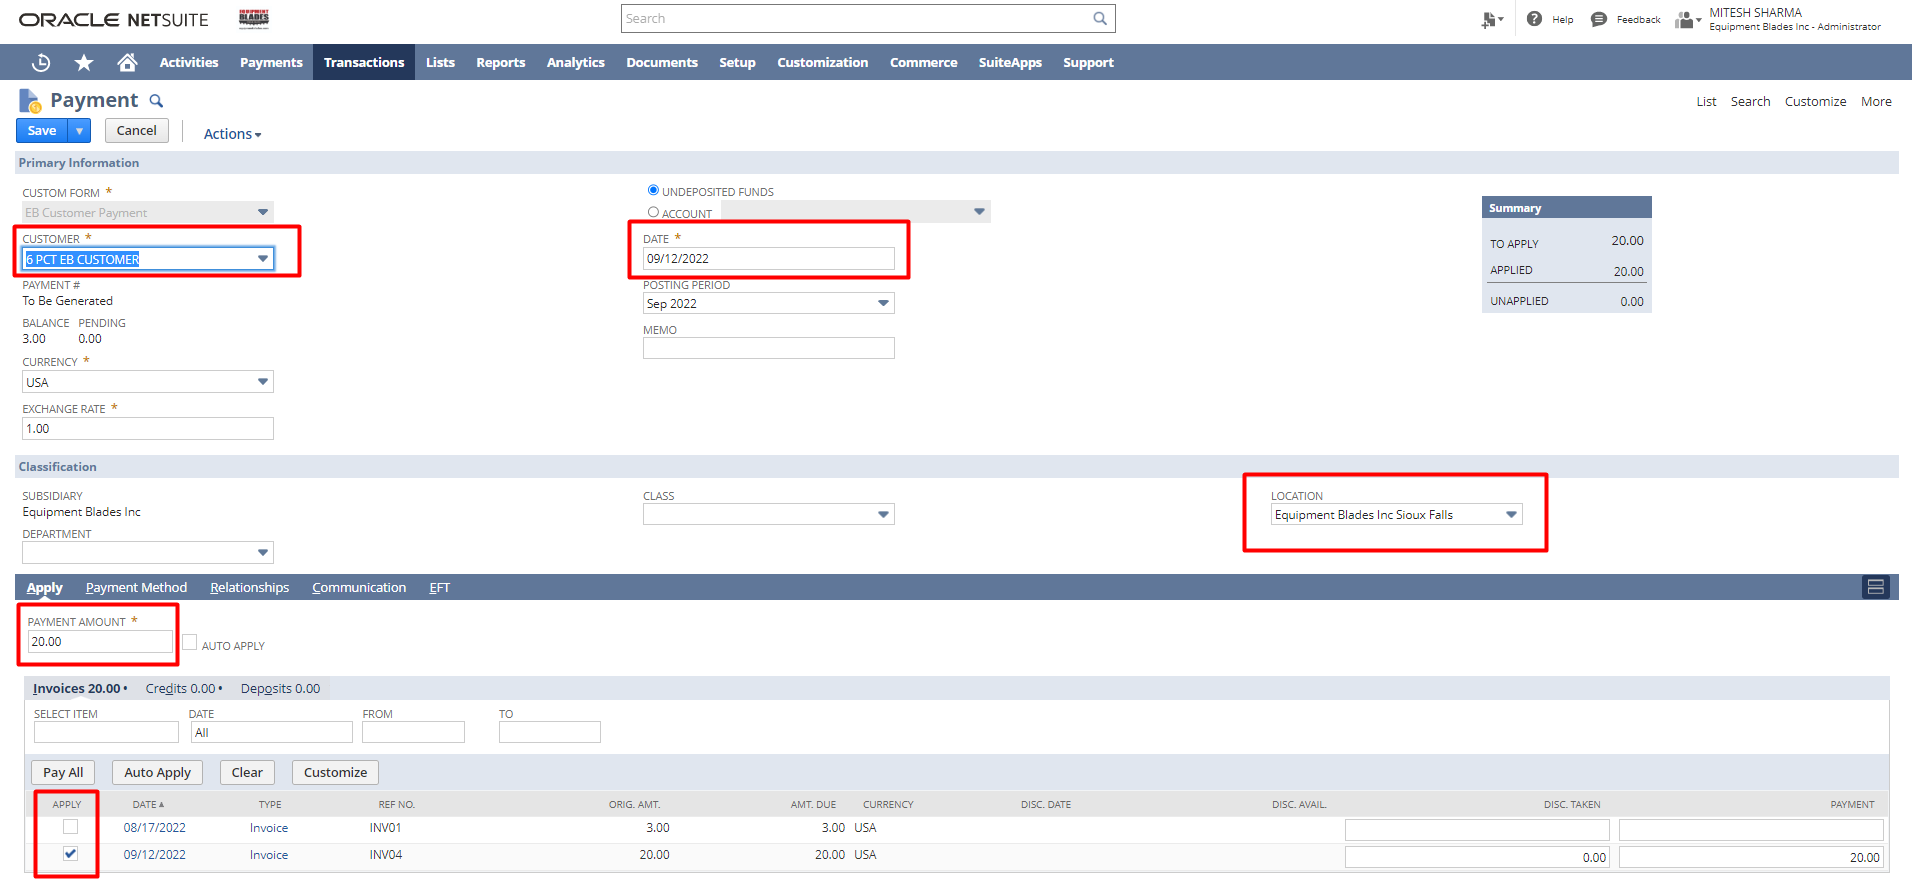 ORACLE NETSUITE
EQUIPMENT
BLADES
Search
Help
Feedback
MITESH SHARMA
Equipment Blades Inc - Administrator
Activities Payments Transactions Lists Reports Analytics Documents Setup Customization Commerce SuiteApps Support
Payment
List Search Customize More
Save Cancel Actions
Primary Information
CUSTOM FORM *
EB Customer Payment
CUSTOMER *
6 PCT EB CUSTOMER
PAYMENT #
To Be Generated
BALANCE PENDING
3.00 0.00
CURRENCY *
USA
EXCHANGE RATE *
1.00
UNDEPOSITED FUNDS
ACCOUNT
DATE *
09/12/2022
POSTING PERIOD
Sep 2022
MEMO
Summary
TO APPLY 20.00
APPLIED 20.00
UNAPPLIED 0.00
Classification
SUBSIDIARY
Equipment Blades Inc
DEPARTMENT
CLASS
LOCATION
Equipment Blades Inc Sioux Falls
Apply Payment Method Relationships Communication EFT
PAYMENT AMOUNT *
20.00
AUTO APPLY
Invoices 20.00 • Credits 0.00 • Deposits 0.00
SELECT ITEM DATE FROM TO
All
Pay All Auto Apply Clear Customize
APPLY DATE ▲ TYPE REF NO. ORIG. AMT. AMT. DUE CURRENCY DISC. DATE DISC. AVAIL. DISC. TAKEN PAYMENT
08/17/2022 Invoice INV01 3.00 3.00 USA
09/12/2022 Invoice INV04 20.00 20.00 USA 0.00 20.00